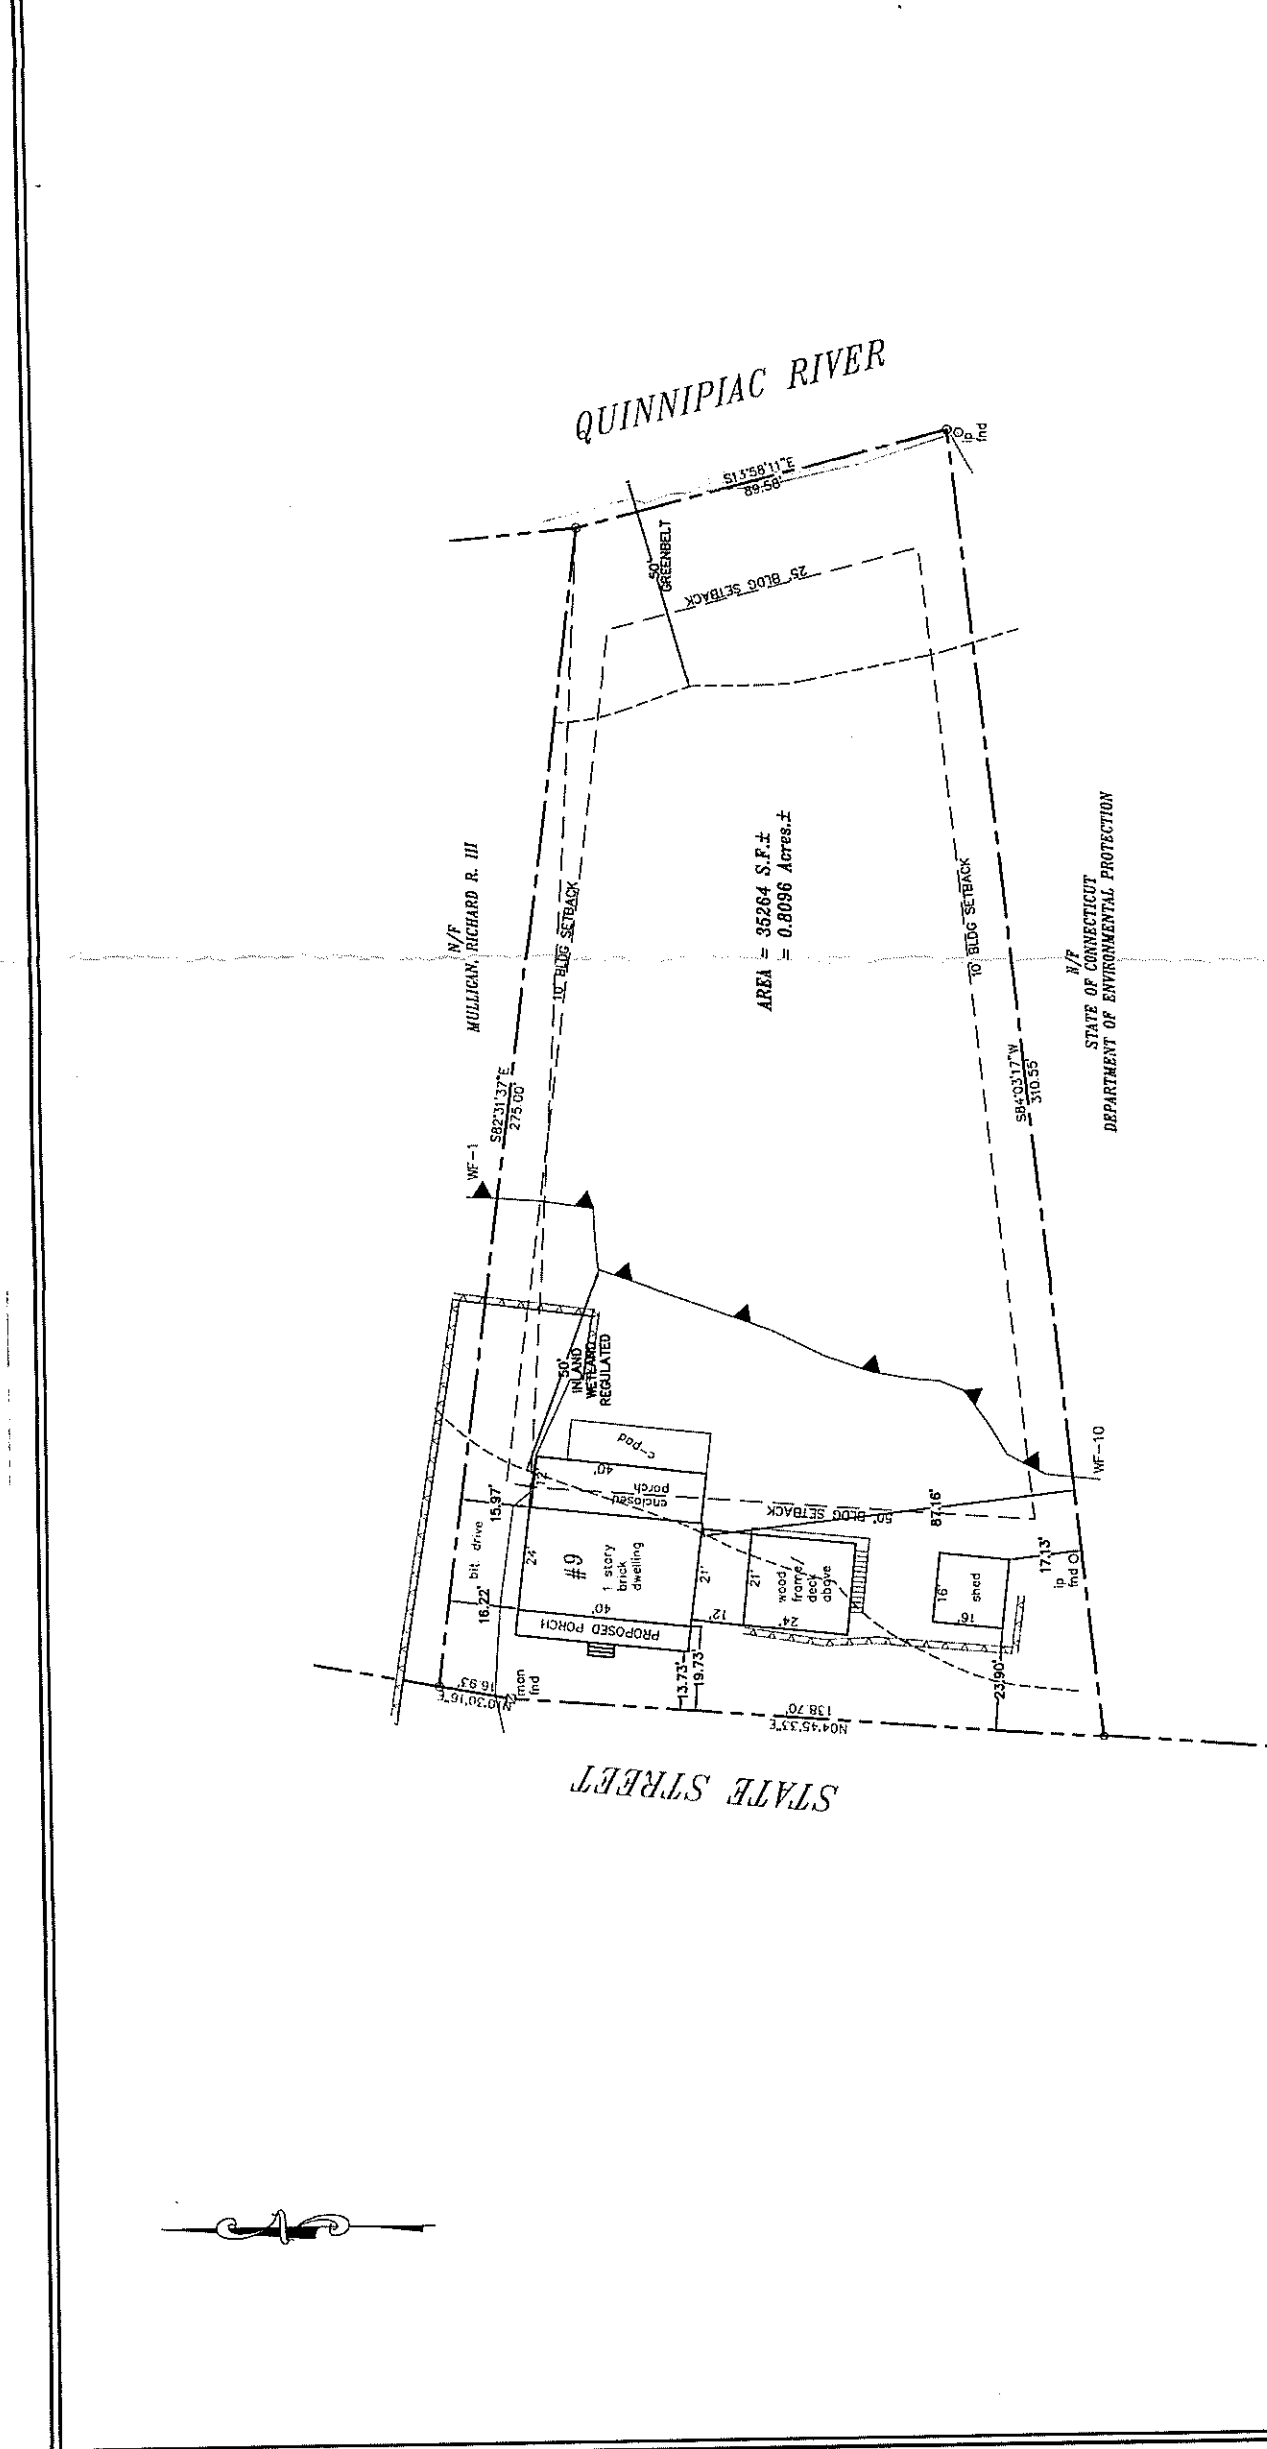 QUINNIPIAC RIVER
S13°58'11"E
89.58'
ip
fnd
50'
GREENBELT
25' BLDG SETBACK
N/F
MULLIGAN, RICHARD R. III
S82°31'37"E
275.00'
10' BLDG SETBACK
AREA = 35264 S.F.±
= 0.8096 Acres.±
10' BLDG SETBACK
S84°03'17"W
310.55'
N/F
STATE OF CONNECTICUT
DEPARTMENT OF ENVIRONMENTAL PROTECTION
WF-1
50'
INLAND
WETLAND
REGULATED
WF-10
c-pad
40'
12'
enclosed
porch
15.97'
bit. drive
16.22'
24'
#9
1 story
brick
dwelling
40'
21'
PROPOSED PORCH
50' BLDG SETBACK
87.16'
12'
21'
wood/
frame/
deck
above
24'
16'
shed
16'
17.13'
ip
fnd
13.73'
19.73'
23.90'
N10°30'16"E
16.93'
mon
fnd
N04°45'33"E
138.70'
STATE STREET
N